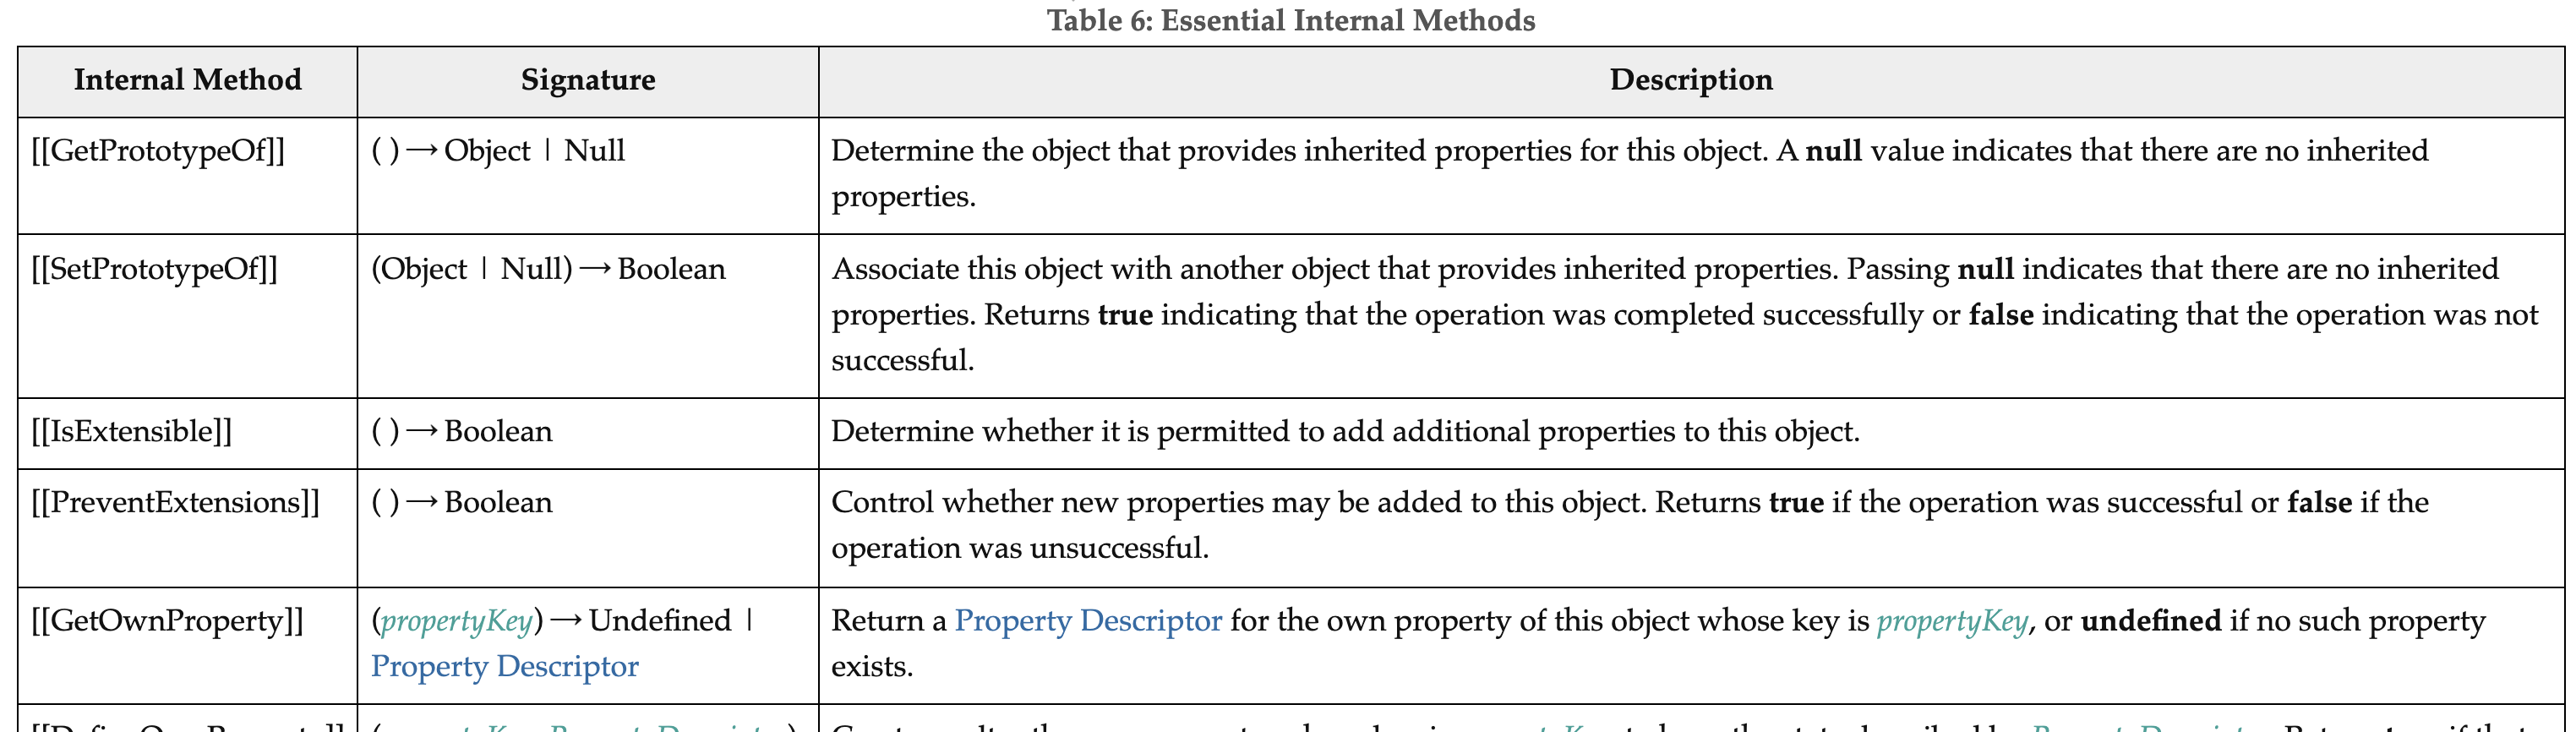 Table 6: Essential Internal Methods
Internal Method Signature Description
[[GetPrototypeOf]] ( ) → Object | Null Determine the object that provides inherited properties for this object. A null value indicates that there are no inherited
properties.
[[SetPrototypeOf]] (Object | Null) → Boolean Associate this object with another object that provides inherited properties. Passing null indicates that there are no inherited
properties. Returns true indicating that the operation was completed successfully or false indicating that the operation was not
successful.
[[IsExtensible]] ( ) → Boolean Determine whether it is permitted to add additional properties to this object.
[[PreventExtensions]] ( ) → Boolean Control whether new properties may be added to this object. Returns true if the operation was successful or false if the
operation was unsuccessful.
[[GetOwnProperty]] (propertyKey) → Undefined | Return a Property Descriptor for the own property of this object whose key is propertyKey, or undefined if no such property
Property Descriptor exists.